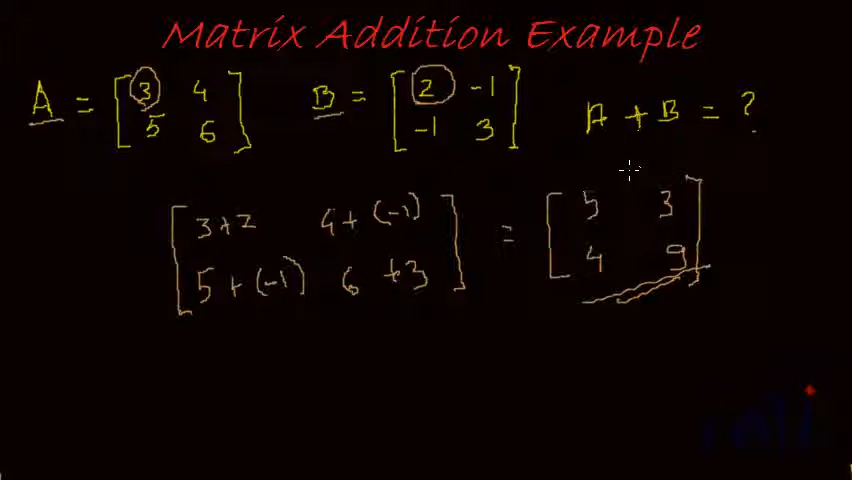 Matrix Addition Example
A = [3 4 B = [2 -1 A + B = ?
5 6] -1 3]
[3+2 4+(-1) = [5 3
5+(-1) 6+3] 4 9]